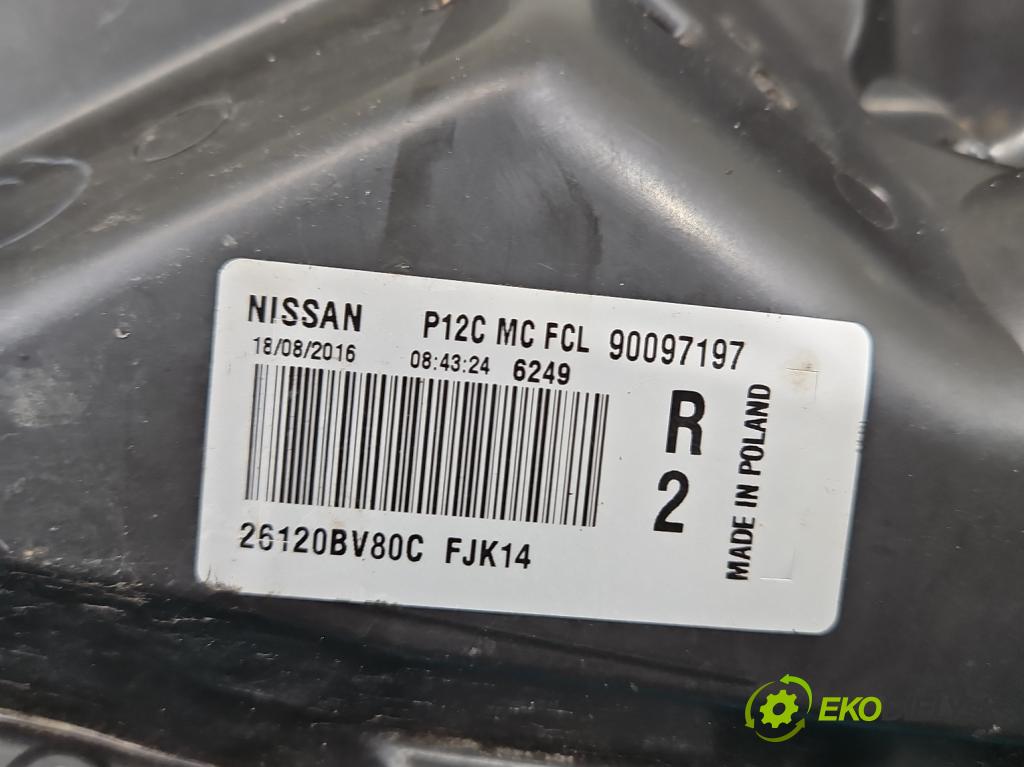 NISSAN P12C MC FCL 90097197
18/08/2016 08:43:24 6249
R
2
MADE IN POLAND
26120BV80C FJK14
EKO